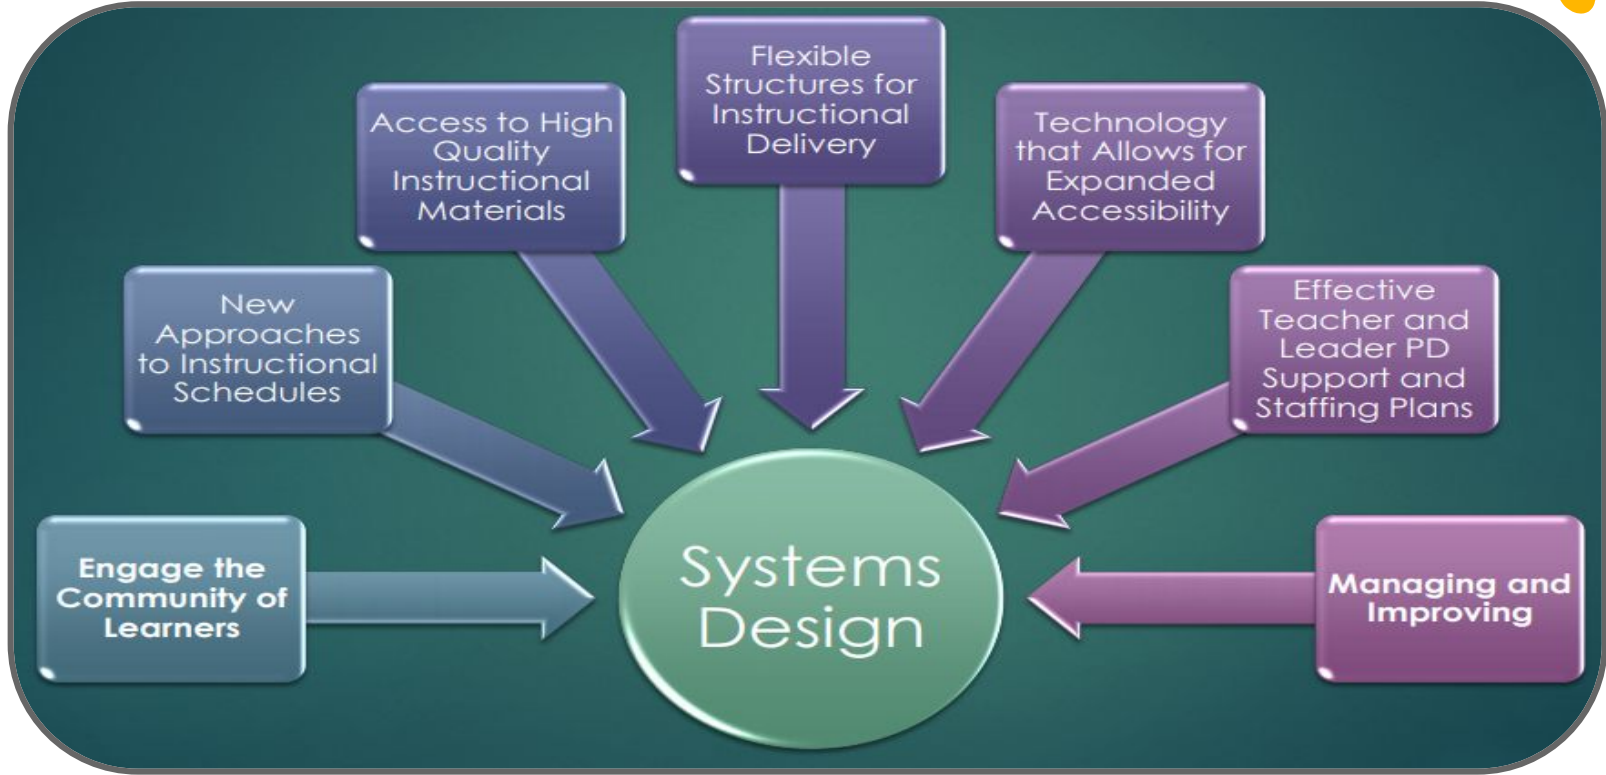 Engage the
Community of
Learners
New
Approaches
to Instructional
Schedules
Access to High
Quality
Instructional
Materials
Flexible
Structures for
Instructional
Delivery
Technology
that Allows for
Expanded
Accessibility
Effective
Teacher and
Leader PD
Support and
Staffing Plans
Managing and
Improving
Systems
Design